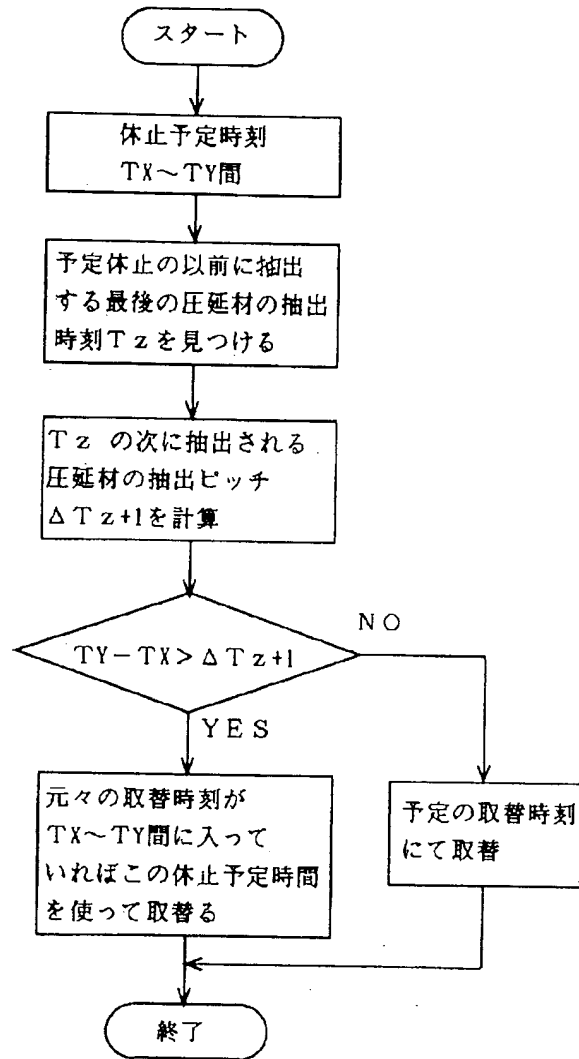 スタート
休止予定時刻
TX～TY間
予定休止の以前に抽出
する最後の圧延材の抽出
時刻Tzを見つける
Tz の次に抽出される
圧延材の抽出ピッチ
ΔTz+1を計算
TY－TX>ΔTz+1
NO
YES
元々の取替時刻が
TX～TY間に入って
いればこの休止予定時間
を使って取替る
予定の取替時刻
にて取替
終了